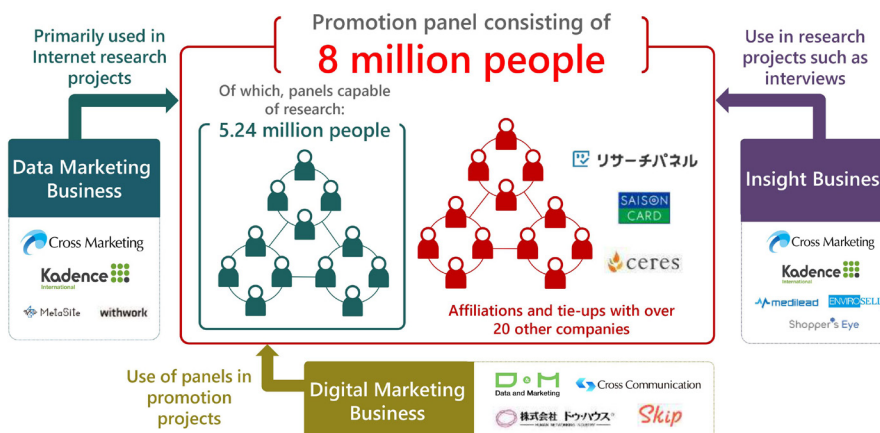 Promotion panel consisting of
8 million people
Primarily used in
Internet research
projects
Use in research
projects such as
interviews
Of which, panels capable
of research:
5.24 million people
Data Marketing
Business
Cross Marketing
Kadence
International
MetaSite
withwork
リサーチパネル
SAISON
CARD
ceres
Affiliations and tie-ups with over
20 other companies
Insight Busines
Cross Marketing
Kadence
International
medilead
ENVIROSELL
Shopper's Eye
Use of panels in
promotion
projects
Digital Marketing
Business
D&M
Data and Marketing
Cross Communication
株式会社 ドゥ・ハウス
HUMAN NETWORKING INDUSTRY
Skip